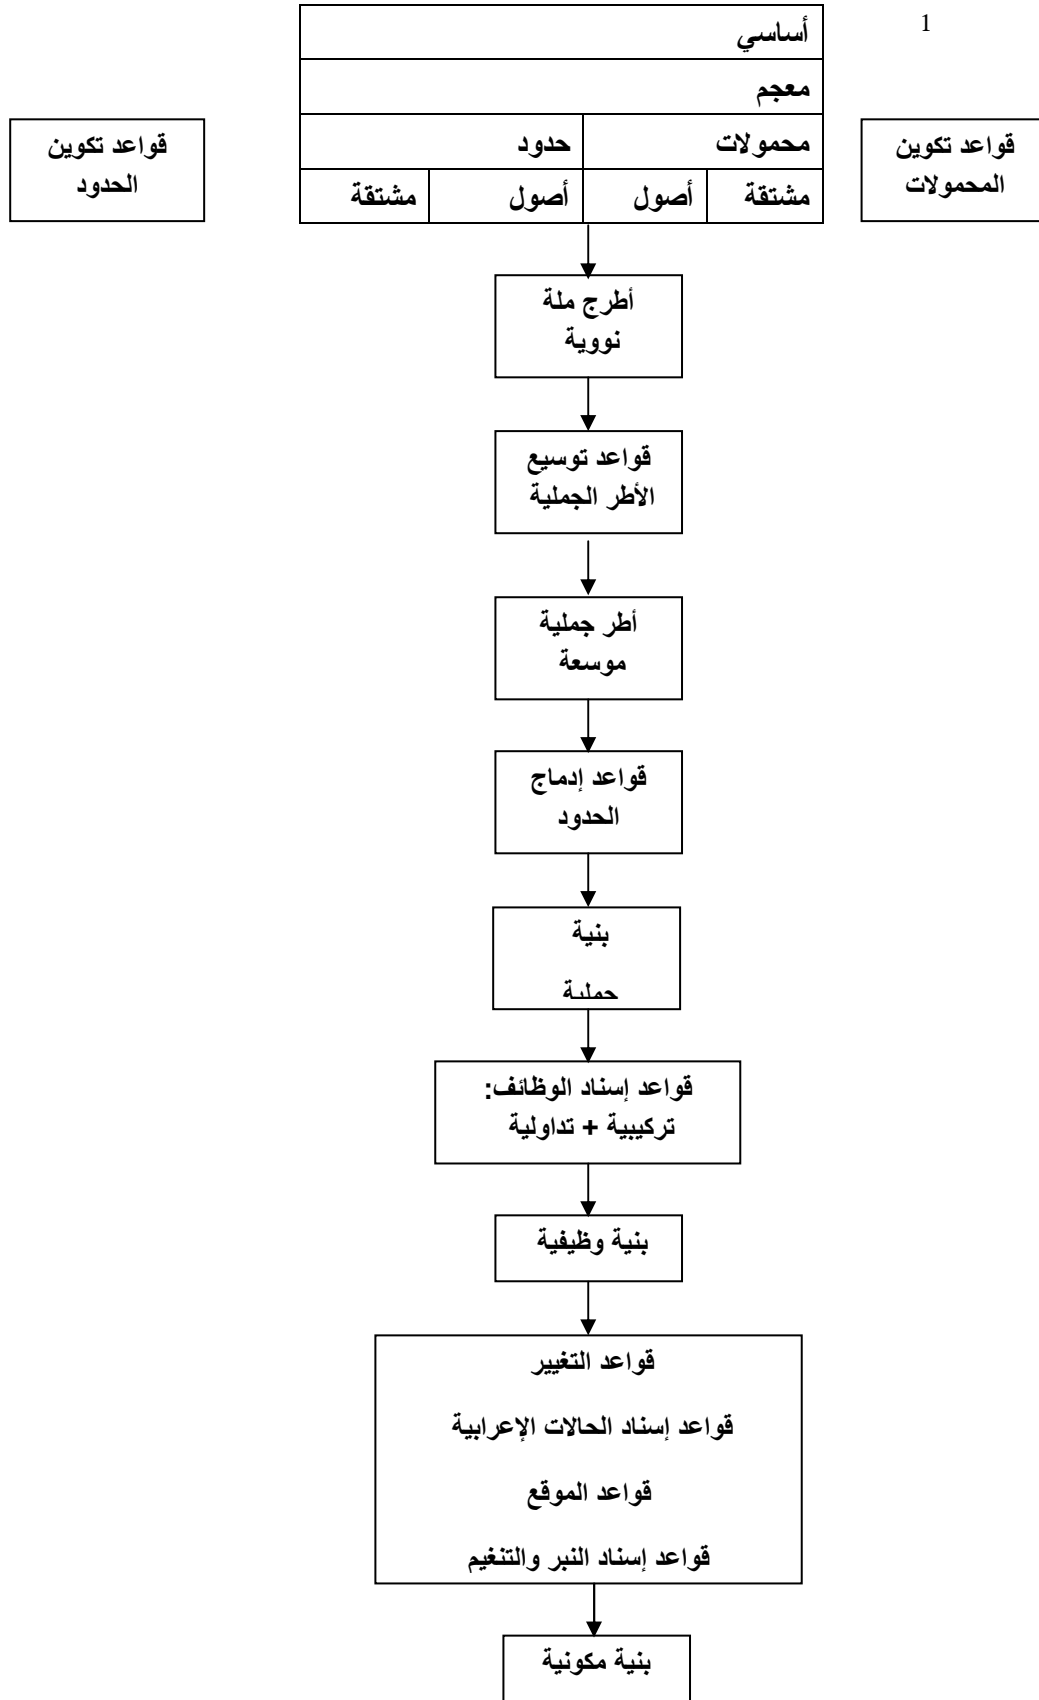 1
أساسي
معجم
محمولات حدود
مشتقة أصول أصول مشتقة
قواعد تكوين
المحمولات
قواعد تكوين
الحدود
أطرج ملة
نووية
قواعد توسيع
الأطر الجملية
أطر جملية
موسعة
قواعد إدماج
الحدود
بنية
حملية
قواعد إسناد الوظائف:
تركيبية + تداولية
بنية وظيفية
قواعد التغيير
قواعد إسناد الحالات الإعرابية
قواعد الموقع
قواعد إسناد النبر والتنغيم
بنية مكونية